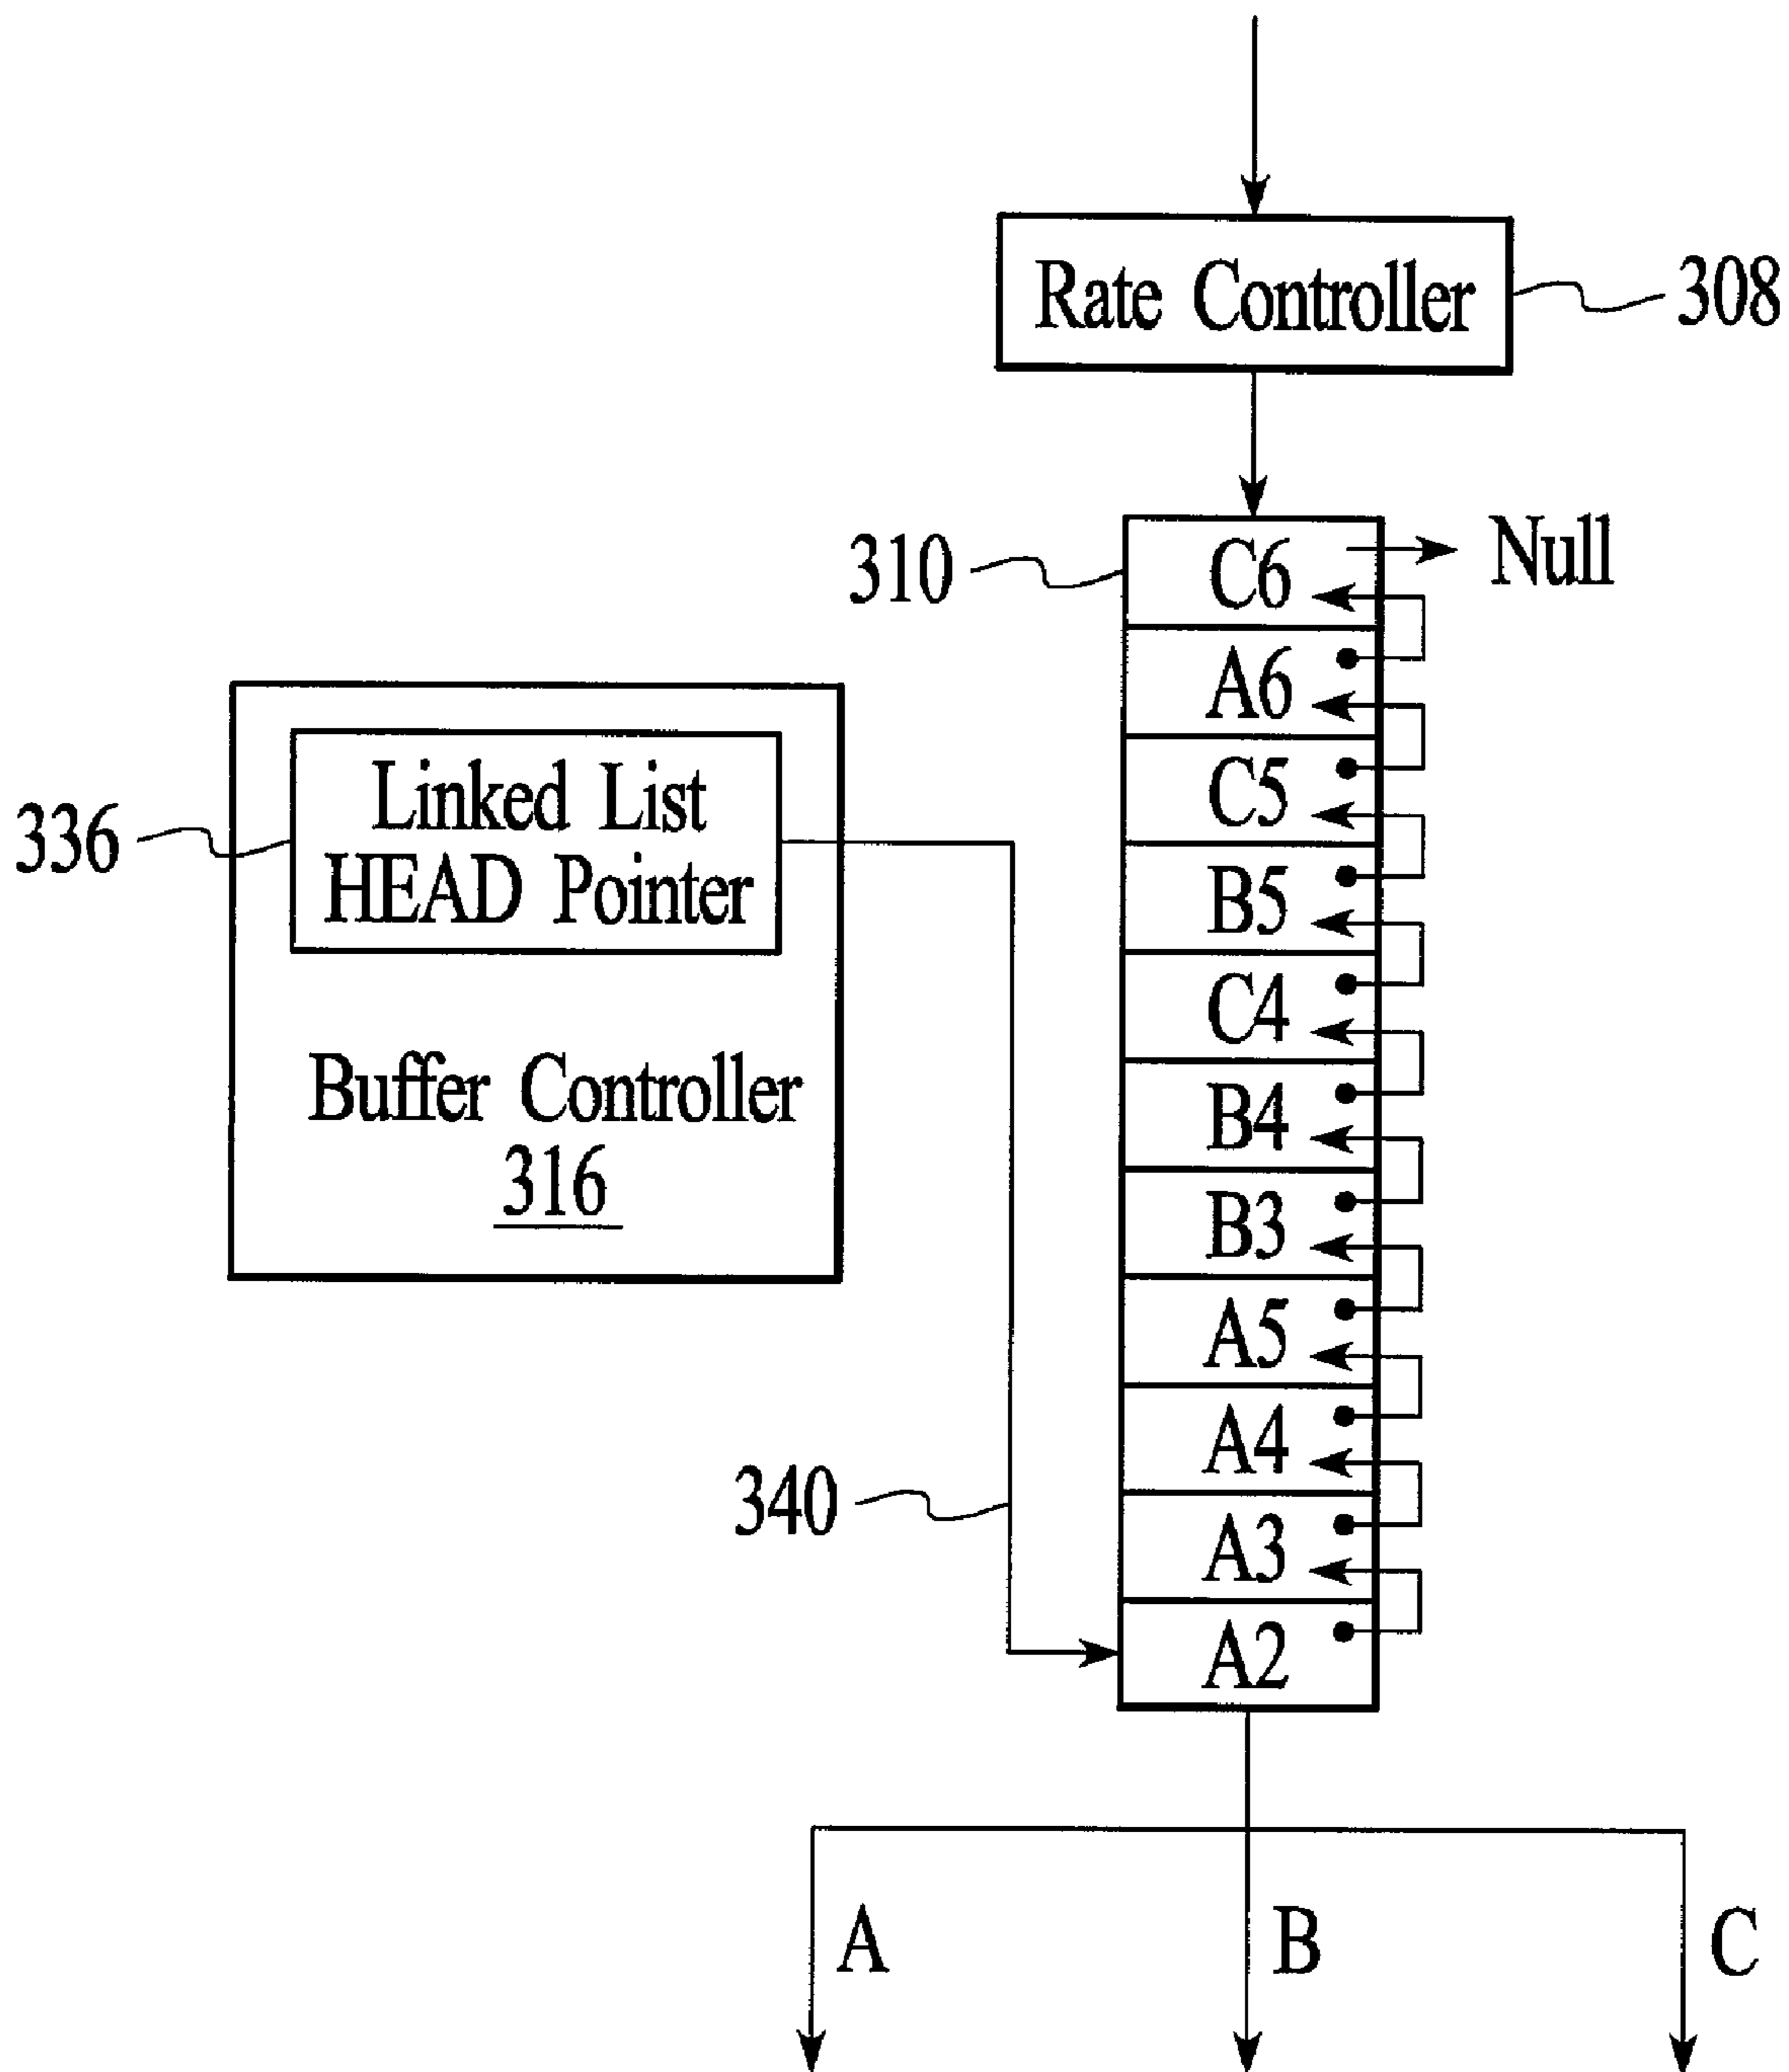 Rate Controller
308
310
C6
Null
A6
C5
B5
C4
B4
B3
A5
A4
A3
A2
336
Linked List
HEAD Pointer
Buffer Controller
316
340
A
B
C